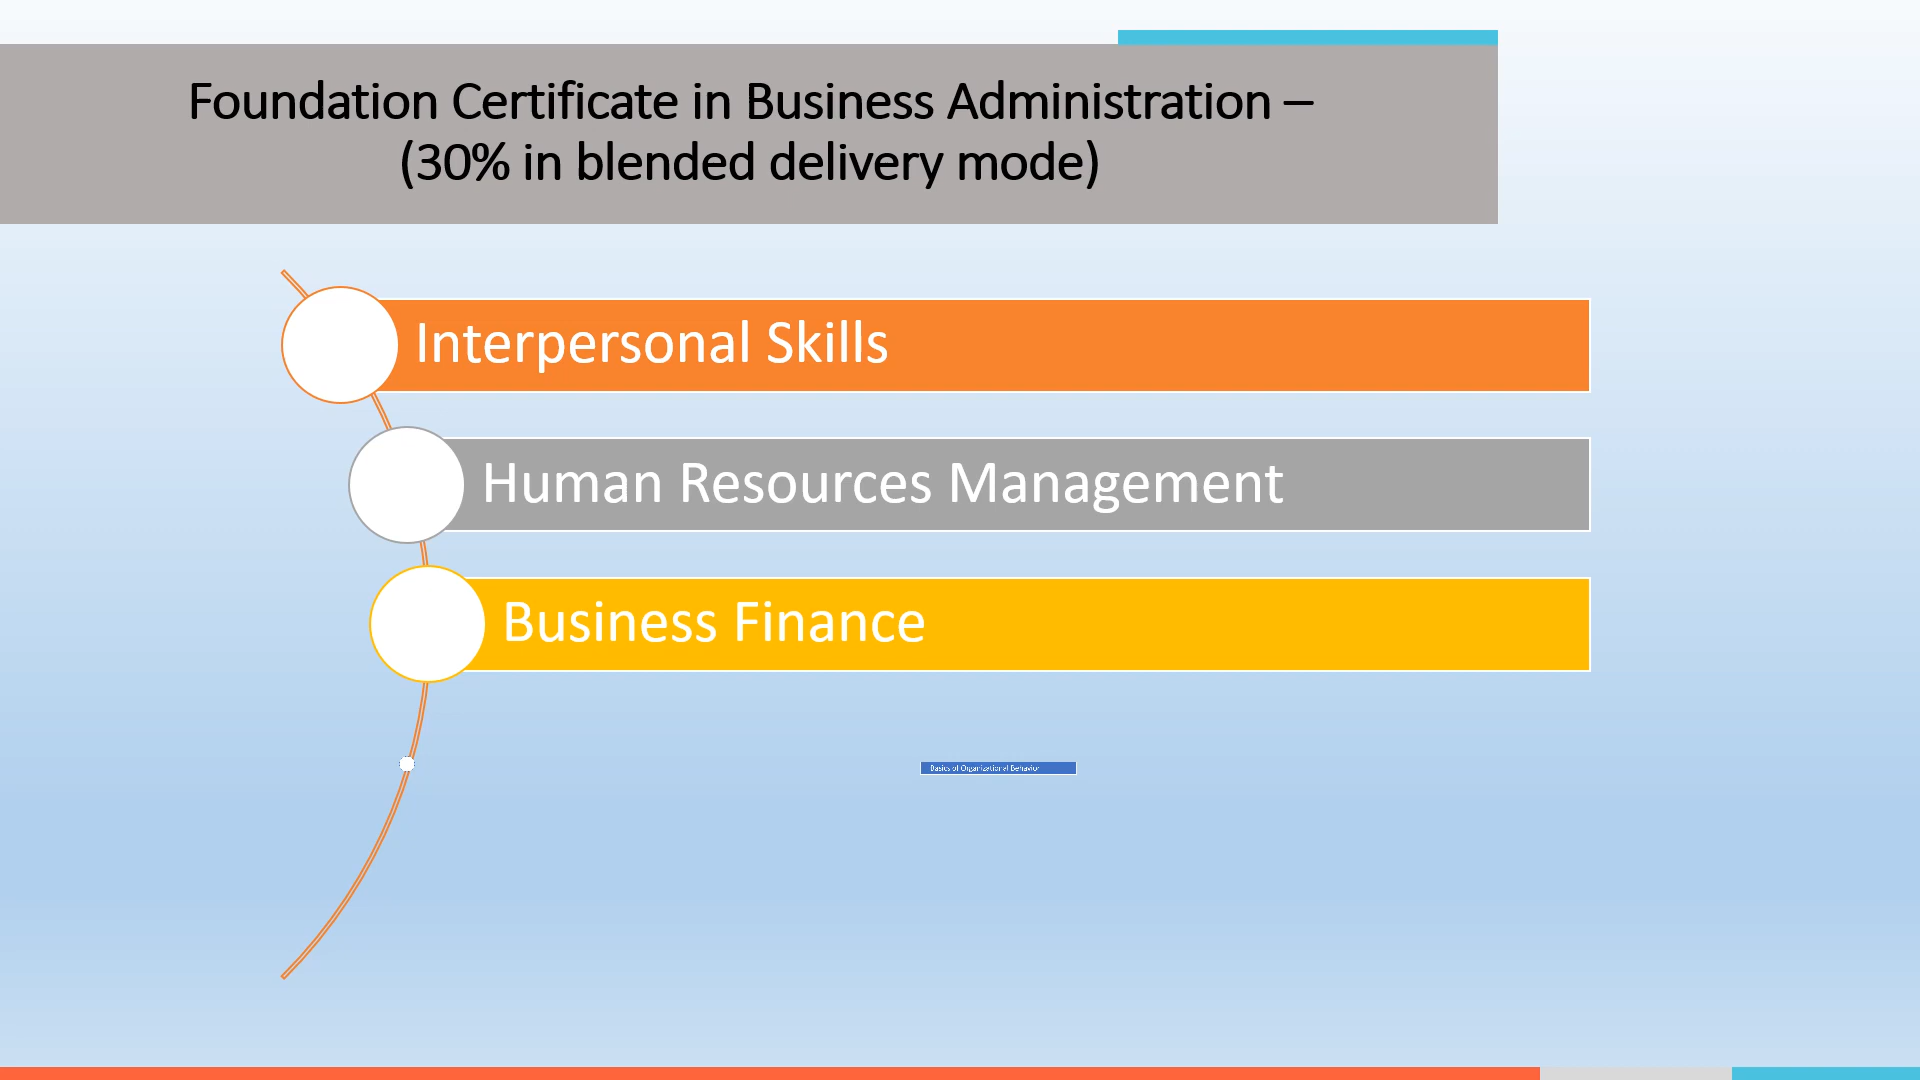 Foundation Certificate in Business Administration –
(30% in blended delivery mode)
Interpersonal Skills
Human Resources Management
Business Finance
Basics of Organizational Behavior